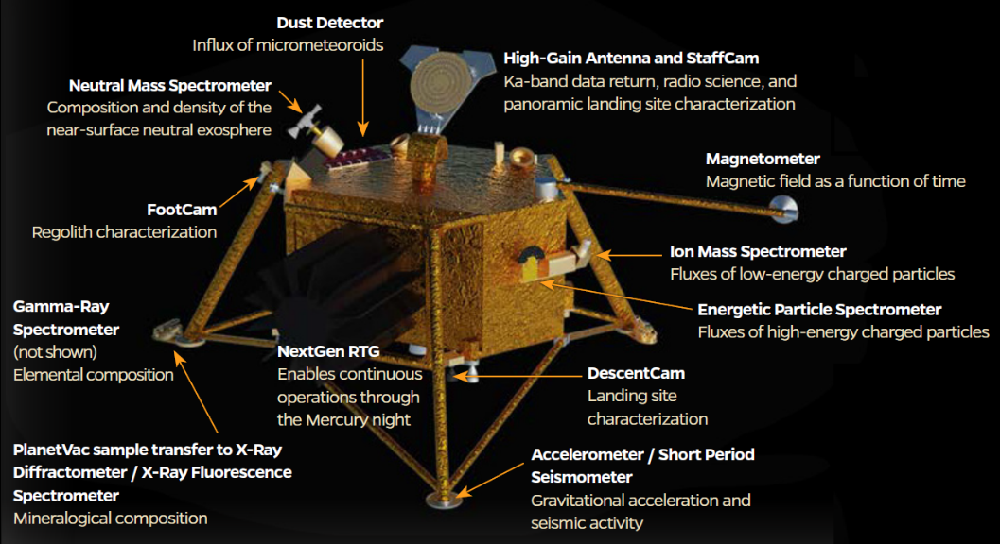 Dust Detector
Influx of micrometeoroids
High-Gain Antenna and StaffCam
Ka-band data return, radio science, and
panoramic landing site characterization
Neutral Mass Spectrometer
Composition and density of the
near-surface neutral exosphere
Magnetometer
Magnetic field as a function of time
FootCam
Regolith characterization
Ion Mass Spectrometer
Fluxes of low-energy charged particles
Energetic Particle Spectrometer
Fluxes of high-energy charged particles
Gamma-Ray
Spectrometer
(not shown)
Elemental composition
NextGen RTG
Enables continuous
operations through
the Mercury night
DescentCam
Landing site
characterization
PlanetVac sample transfer to X-Ray
Diffractometer / X-Ray Fluorescence
Spectrometer
Mineralogical composition
Accelerometer / Short Period
Seismometer
Gravitational acceleration and
seismic activity